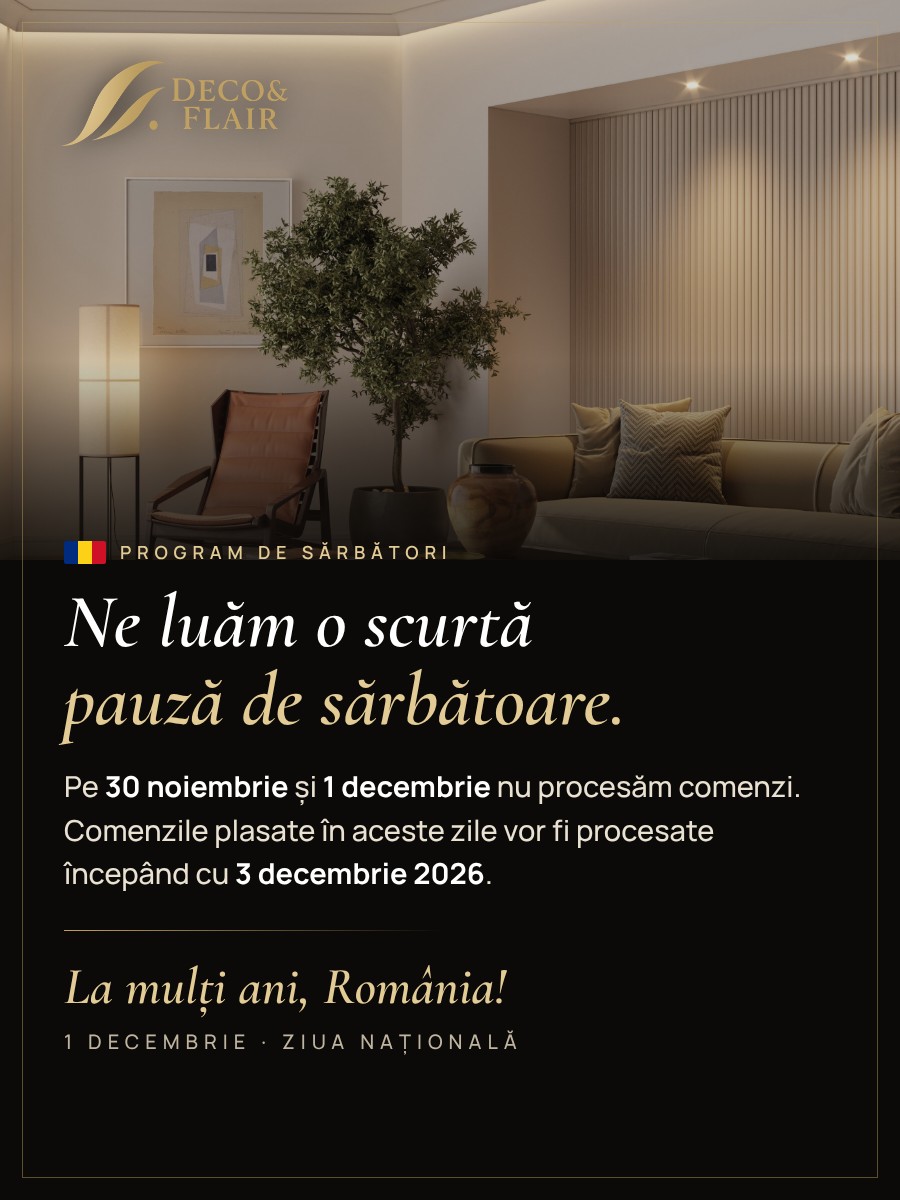 DECO&
FLAIR
PROGRAM DE SĂRBĂTORI
Ne luăm o scurtă
pauză de sărbătoare.
Pe 30 noiembrie și 1 decembrie nu procesăm comenzi.
Comenzile plasate în aceste zile vor fi procesate
începând cu 3 decembrie 2026.
La mulți ani, România!
1 DECEMBRIE · ZIUA NAȚIONALĂ